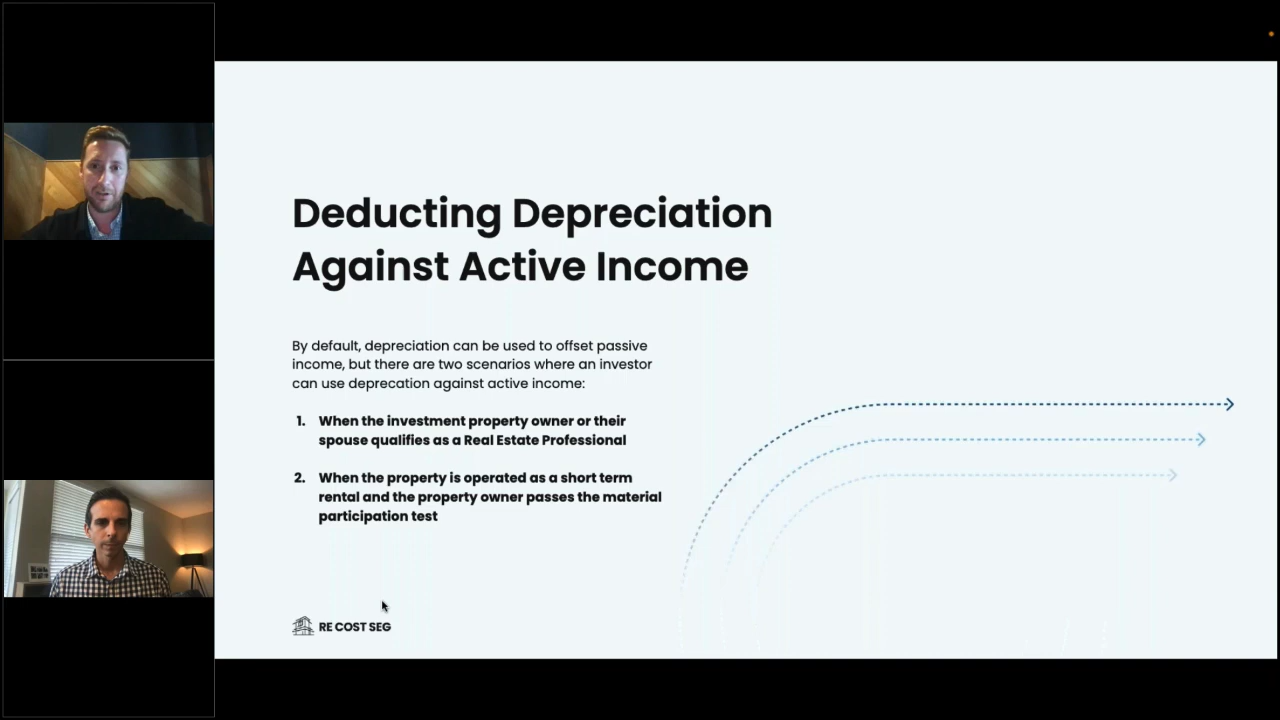 Deducting Depreciation
Against Active Income
By default, depreciation can be used to offset passive
income, but there are two scenarios where an investor
can use deprecation against active income:
1. When the investment property owner or their
spouse qualifies as a Real Estate Professional
2. When the property is operated as a short term
rental and the property owner passes the material
participation test
RE COST SEG